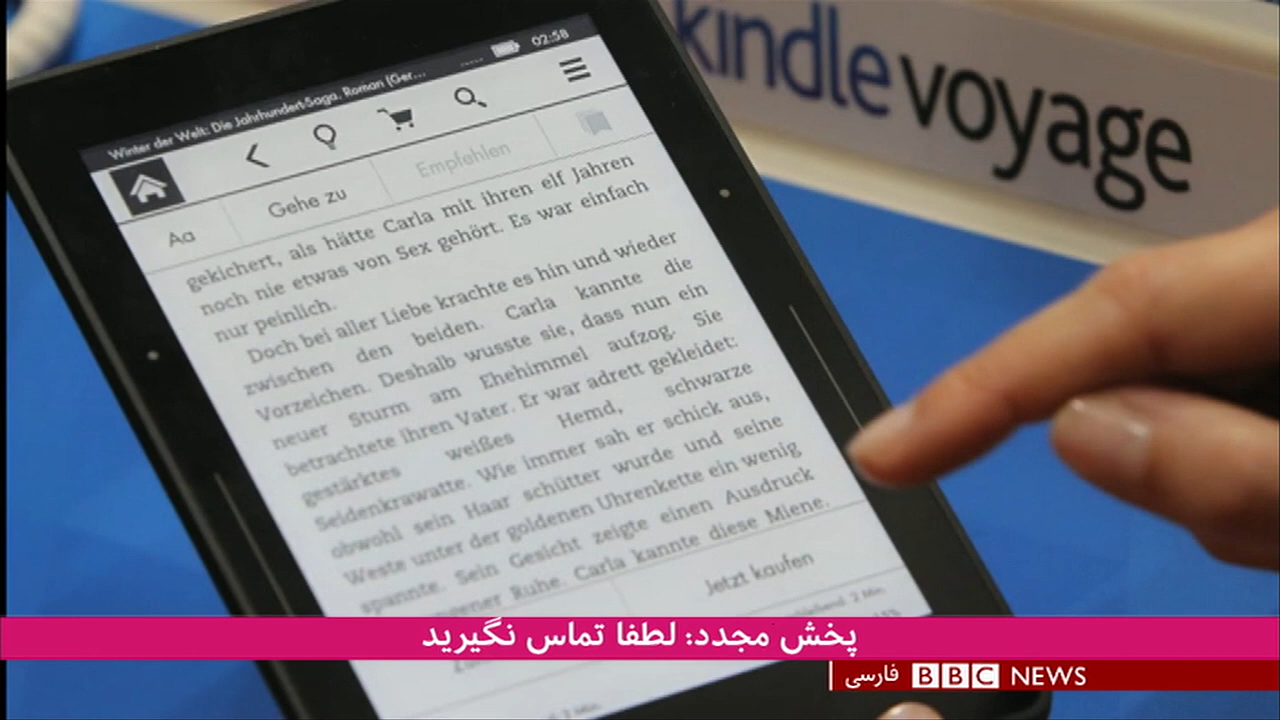 kindle voyage
02:58
Winter der Welt: Die Jahrhundert-Saga. Roman (Ger...
Aa
Gehe zu
Empfehlen
gekichert, als hätte Carla mit ihren elf Jahren
noch nie etwas von Sex gehört. Es war einfach
nur peinlich.
Doch bei aller Liebe krachte es hin und wieder
zwischen den beiden. Carla kannte die
Vorzeichen. Deshalb wusste sie, dass nun ein
neuer Sturm am Ehehimmel aufzog. Sie
betrachtete ihren Vater. Er war adrett gekleidet:
gestärktes weißes Hemd, schwarze
Seidenkrawatte. Wie immer sah er schick aus,
obwohl sein Haar schütter wurde und seine
Weste unter der goldenen Uhrenkette ein wenig
spannte. Sein Gesicht zeigte einen Ausdruck
Ruhe. Carla kannte diese Miene.
Jetzt kaufen
2 Min.
پخش مجدد: لطفا تماس نگیرید
BBC NEWS فارسی